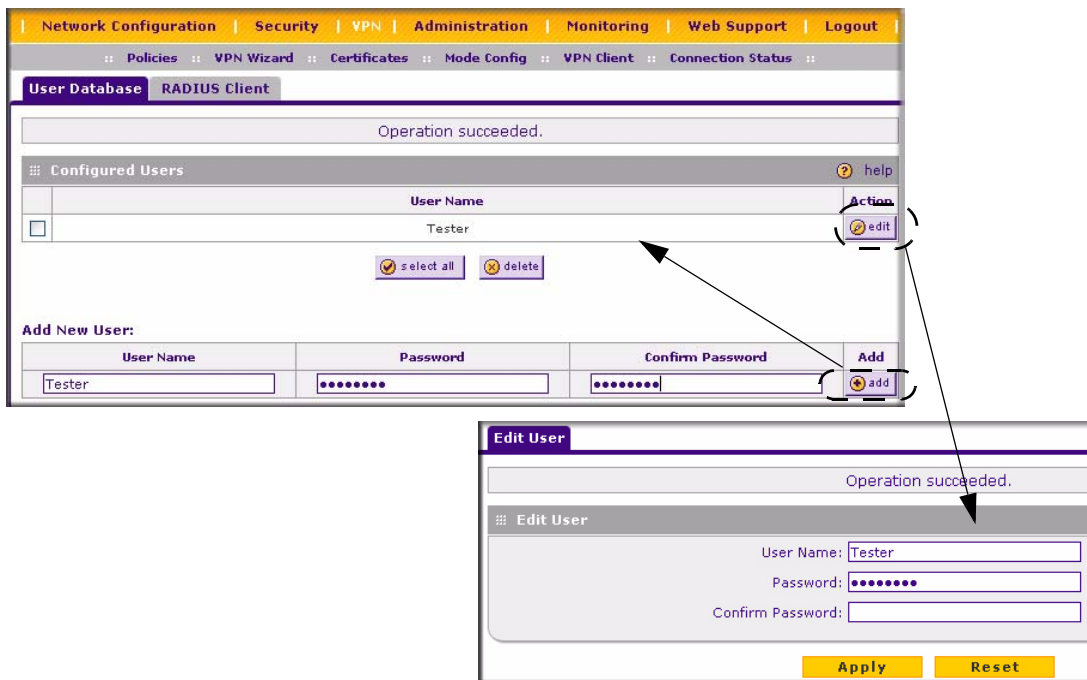 | Network Configuration | Security | VPN | Administration | Monitoring | Web Support | Logout |
:: Policies :: VPN Wizard :: Certificates :: Mode Config :: VPN Client :: Connection Status ::
User Database RADIUS Client
Operation succeeded.
Configured Users ? help
User Name Action
Tester edit
select all delete
Add New User:
User Name Password Confirm Password Add
Tester •••••••• •••••••• add
Edit User
Operation succeeded.
Edit User
User Name: Tester
Password: ••••••••
Confirm Password:
Apply Reset